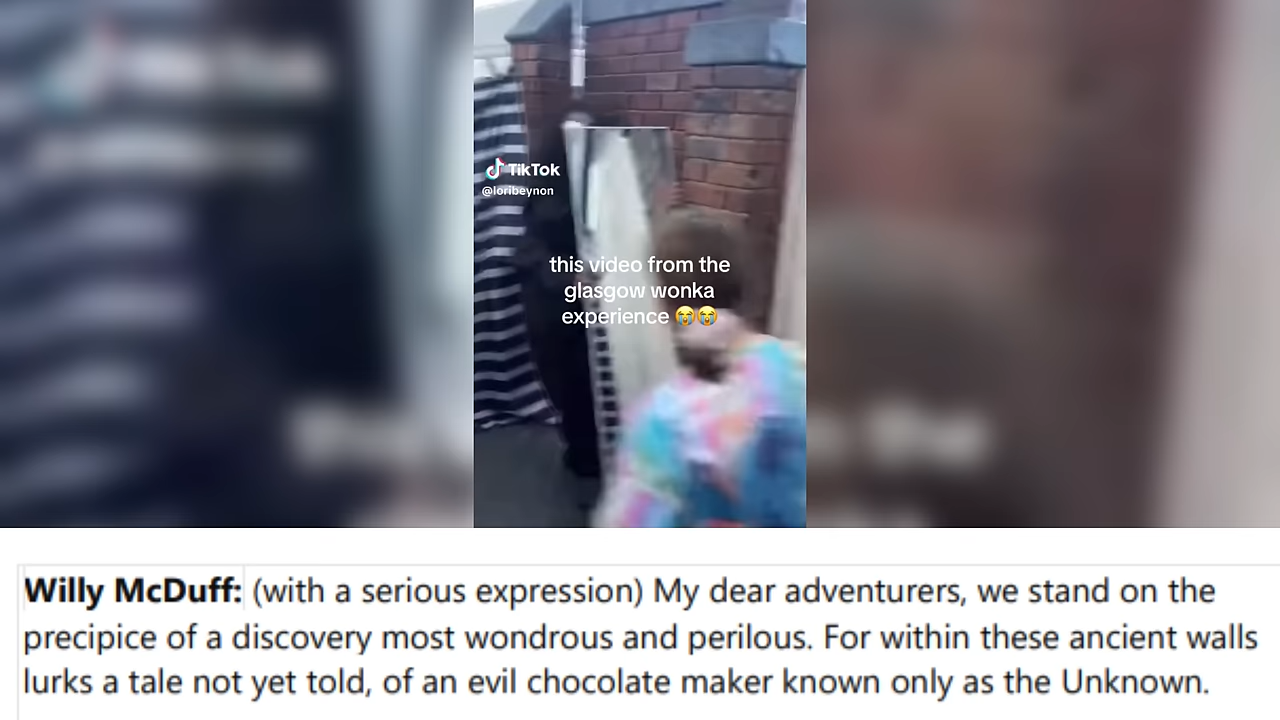 TikTok
@loribeynon
this video from the
glasgow wonka
experience 😭😭
Willy McDuff: (with a serious expression) My dear adventurers, we stand on the
precipice of a discovery most wondrous and perilous. For within these ancient walls
lurks a tale not yet told, of an evil chocolate maker known only as the Unknown.